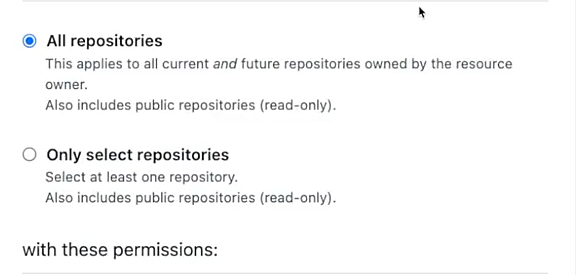 All repositories
This applies to all current and future repositories owned by the resource
owner.
Also includes public repositories (read-only).
Only select repositories
Select at least one repository.
Also includes public repositories (read-only).
with these permissions: